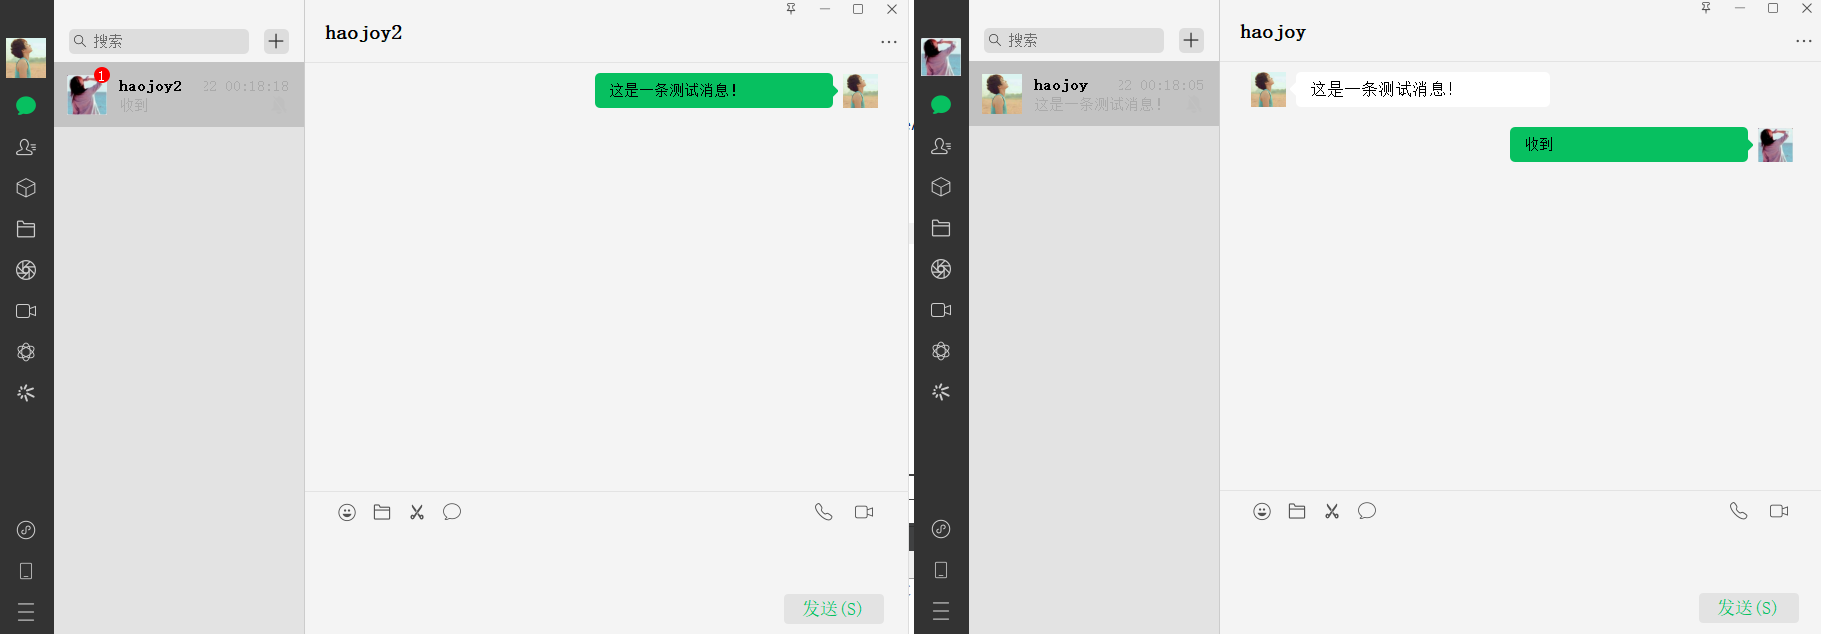 搜索
1
haojoy2
22 00:18:18
收到
haojoy2
这是一条测试消息！
发送(S)
搜索
haojoy
22 00:18:05
这是一条测试消息！
haojoy
这是一条测试消息！
收到
发送(S)